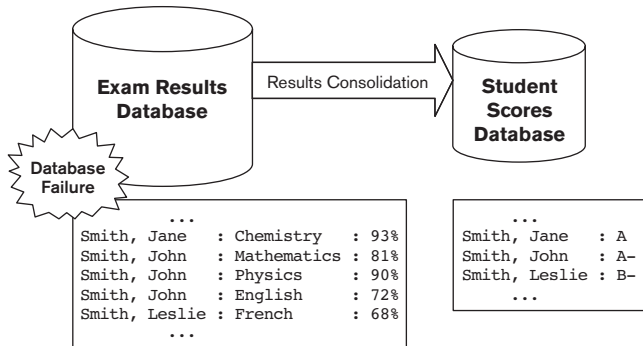 Exam Results
Database
Results Consolidation
Student
Scores
Database
Database
Failure
...
Smith, Jane : Chemistry : 93%
Smith, John : Mathematics : 81%
Smith, John : Physics : 90%
Smith, John : English : 72%
Smith, Leslie : French : 68%
...
...
Smith, Jane : A
Smith, John : A–
Smith, Leslie : B–
...